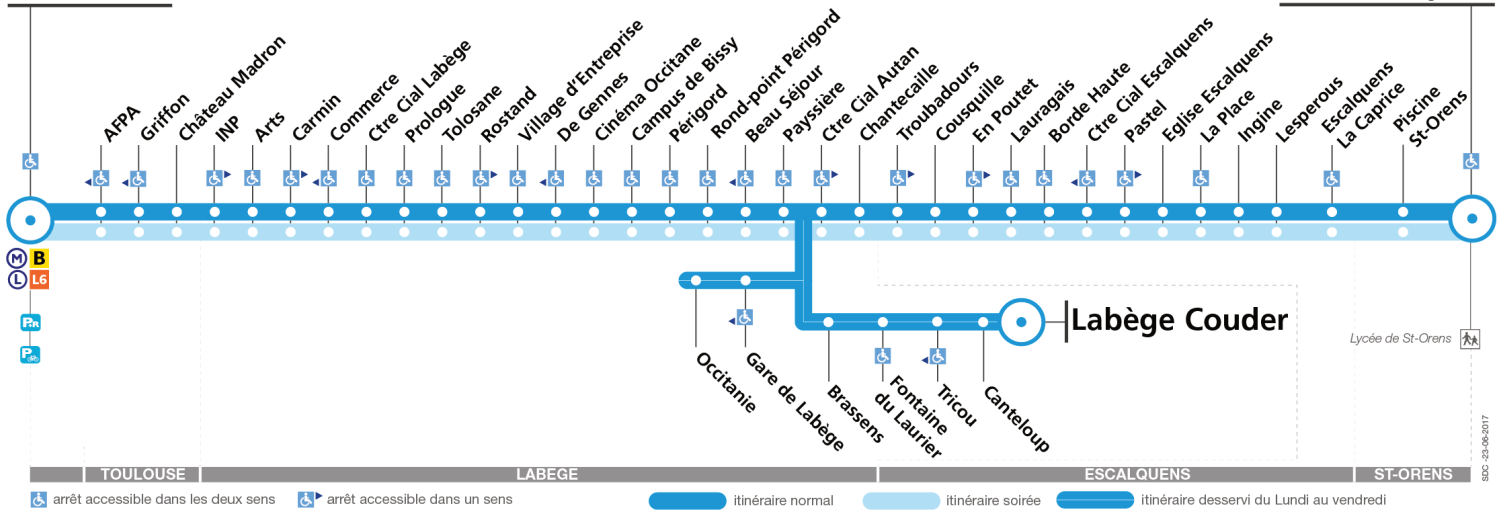 AFPA
Griffon
Château Madron
INP
Arts
Carmin
Commerce
Ctre Cial Labège
Prologue
Tolosane
Rostand
Village d'Entreprise
De Gennes
Cinéma Occitane
Campus de Bissy
Périgord
Rond-point Périgord
Beau Séjour
Payssière
Ctre Cial Autan
Chantecaille
Troubadours
Cousquille
En Poutet
Lauragais
Borde Haute
Ctre Cial Escalquens
Pastel
Eglise Escalquens
La Place
Ingine
Lesperous
Escalquens
La Caprice
Piscine
St-Orens
M B
L L6
P+R
P
Labège Couder
Lycée de St-Orens
Occitanie
Gare de Labège
Brassens
Fontaine
du Laurier
Tricou
Canteloup
SDC -23-06-2017
TOULOUSE LABEGE ESCALQUENS ST-ORENS
arrêt accessible dans les deux sens arrêt accessible dans un sens itinéraire normal itinéraire soirée itinéraire desservi du Lundi au vendredi